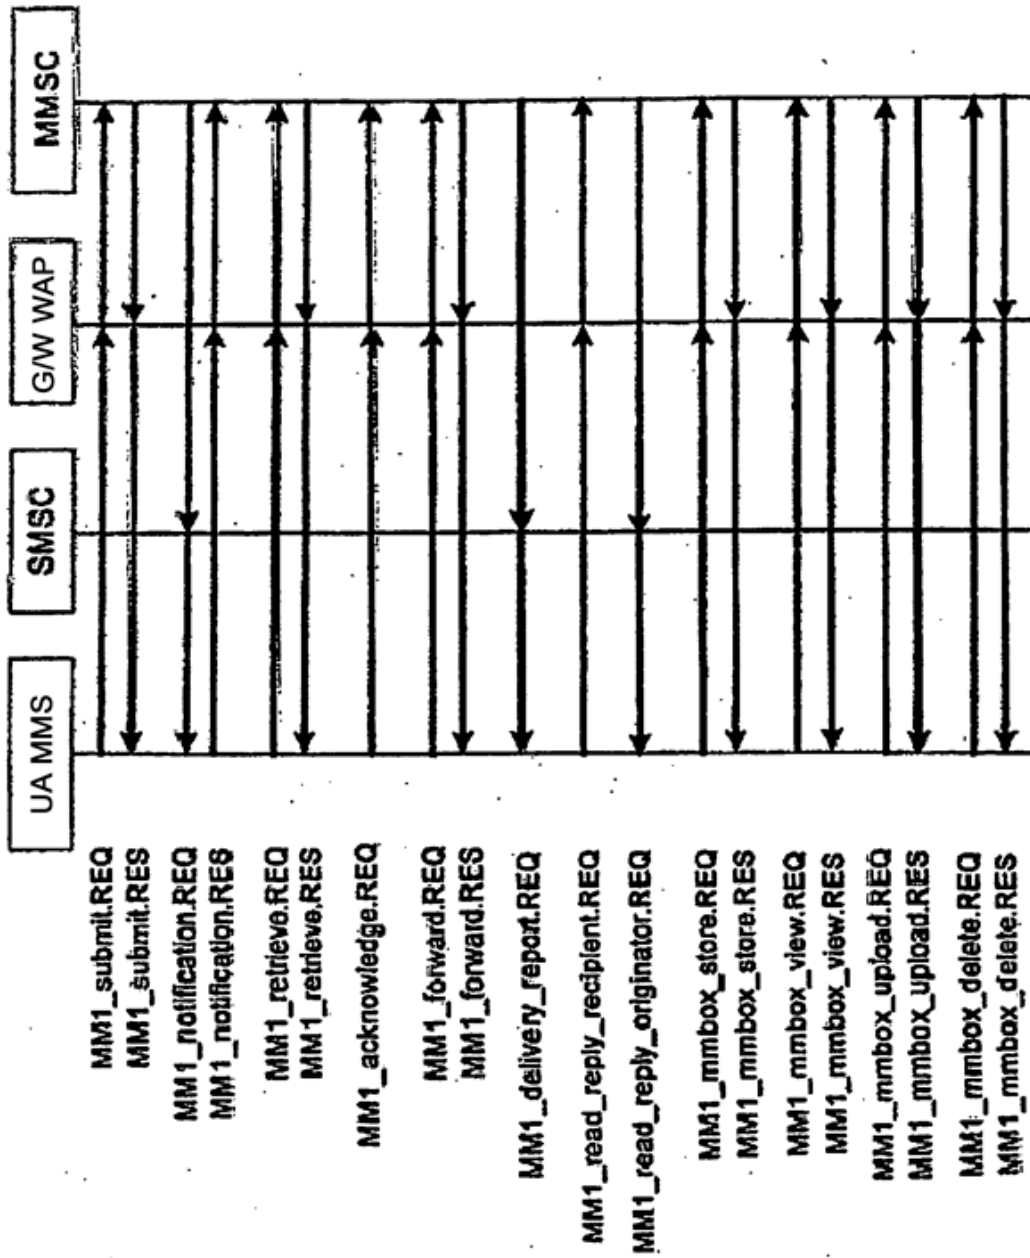 UA MMS
SMSC
G/W WAP
MMSC
MM1_submit.REQ
MM1_submit.RES
MM1_notification.REQ
MM1_notification.RES
MM1_retrieve.REQ
MM1_retrieve.RES
MM1_acknowledge.REQ
MM1_forward.REQ
MM1_forward.RES
MM1_delivery_report.REQ
MM1_read_reply_recipient.REQ
MM1_read_reply_originator.REQ
MM1_mmbox_store.REQ
MM1_mmbox_store.RES
MM1_mmbox_view.REQ
MM1_mmbox_view.RES
MM1_mmbox_upload.REQ
MM1_mmbox_upload.RES
MM1_mmbox_delete.REQ
MM1_mmbox_delete.RES